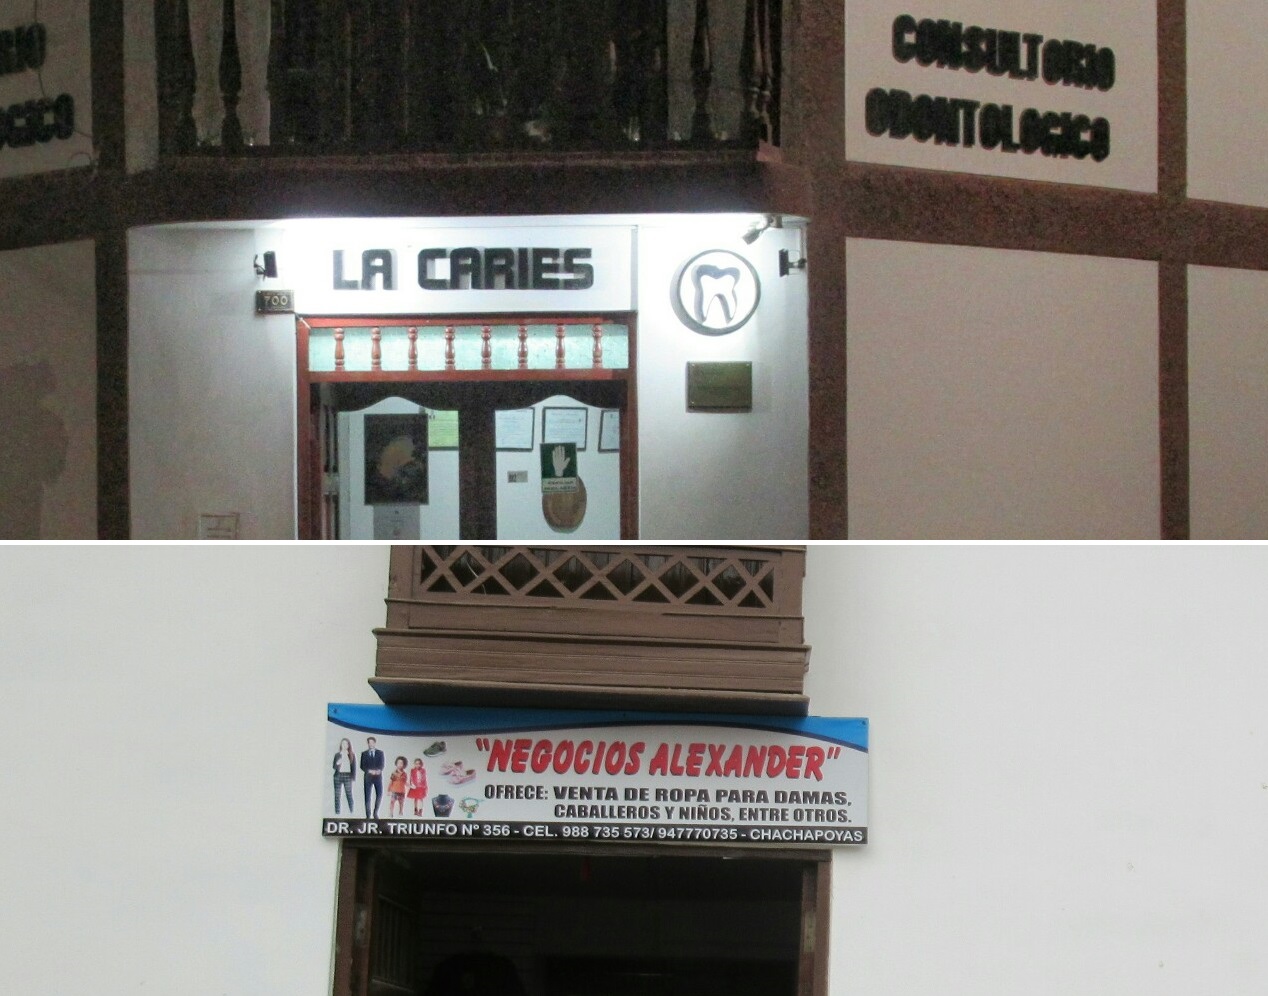 CONSULTORIO
ODONTOLOGICO
LA CARIES
700
"NEGOCIOS ALEXANDER"
OFRECE: VENTA DE ROPA PARA DAMAS,
CABALLEROS Y NIÑOS, ENTRE OTROS.
DR. JR. TRIUNFO Nº 356 - CEL. 988 735 573/ 947770735 - CHACHAPOYAS